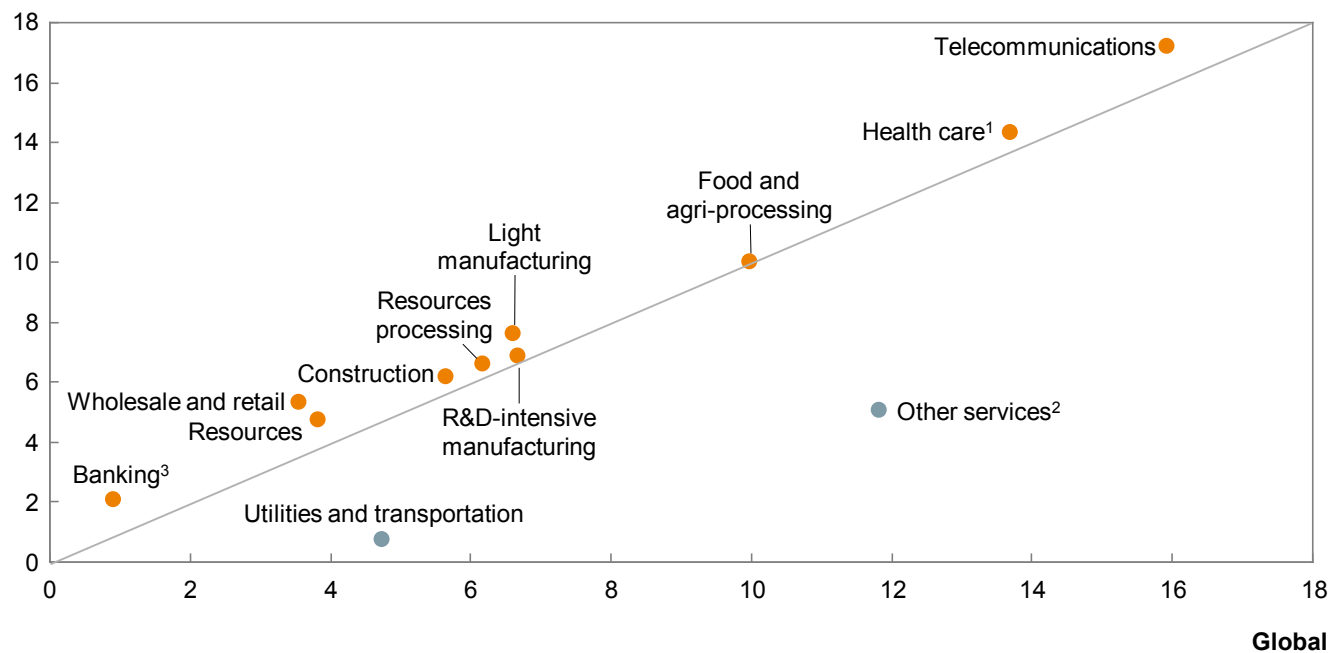 18
16
14
12
10
8
6
4
2
0
Telecommunications
Health care¹
Food and
agri-processing
Light
manufacturing
Resources
processing
Construction
Wholesale and retail
Resources
R&D-intensive
manufacturing
Other services²
Banking³
Utilities and transportation
0 2 4 6 8 10 12 14 16 18
Global